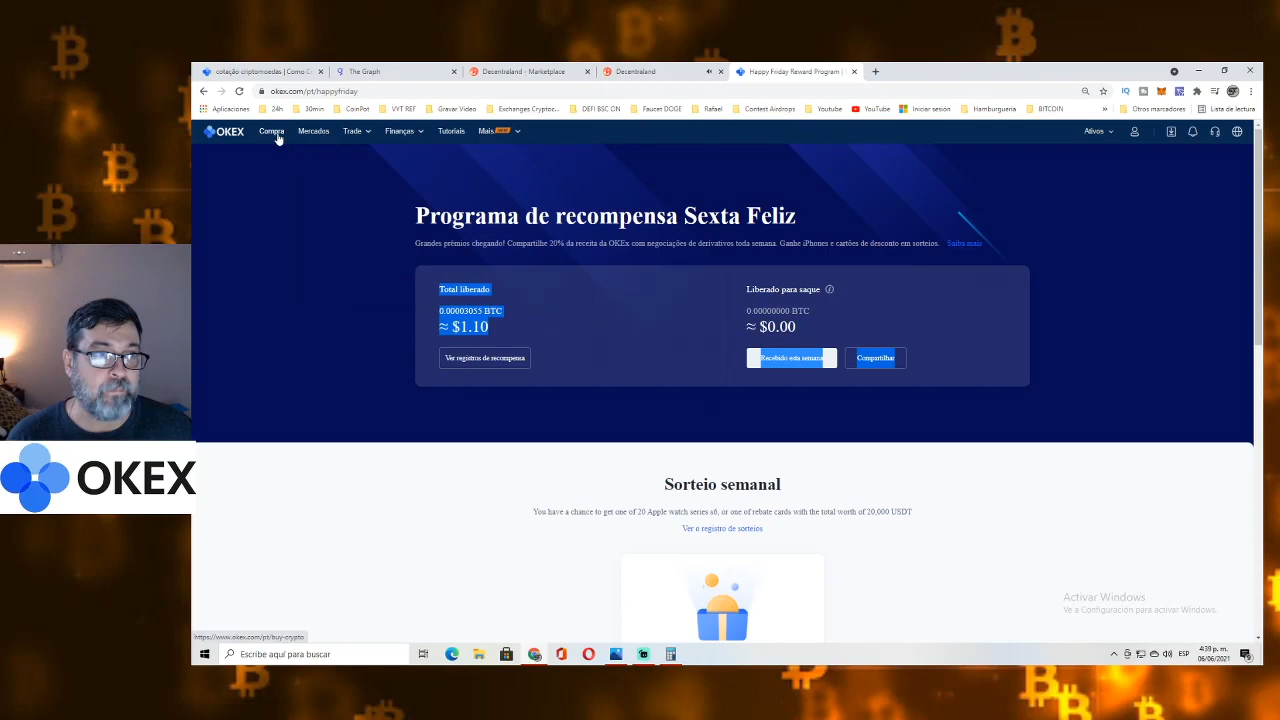 cotação criptomoedas | Como C
The Graph
Decentraland - Marketplace
Decentraland
Happy Friday Reward Program |
okex.com/pt/happyfriday
Aplicaciones
24h
30min
CoinPot
VYT REF
Gravar Video
Exchanges Cryptoc...
DEFI BSC ON
Faucet DOGE
Rafael
Contest Airdrops
Youtube
YouTube
Iniciar sesión
Hamburgueria
BITCOIN
Otros marcadores
Lista de lectura
OKEX
Compra
Mercados
Trade
Finanças
Tutoriais
Mais
Ativos
Programa de recompensa Sexta Feliz
Grandes prêmios chegando! Compartilhe 20% da receita da OKEx com negociações de derivativos toda semana. Ganhe iPhones e cartões de desconto em sorteios. Saiba mais
Total liberado
0.00003055 BTC
≈ $1.10
Ver registros de recompensa
Liberado para saque
0.00000000 BTC
≈ $0.00
Recebido esta semana
Compartilhar
OKEX
Sorteio semanal
You have a chance to get one of 20 Apple watch series s6, or one of rebate cards with the total worth of 20,000 USDT
Ver o registro de sorteios
Activar Windows
Ve a Configuración para activar Windows.
https://www.okex.com/pt/buy-crypto
Escribe aquí para buscar
ESP
4:39 p. m.
06/06/2021